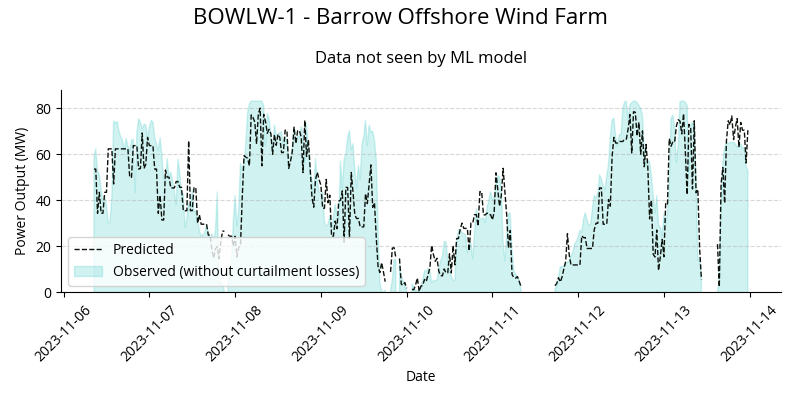 BOWLW-1 - Barrow Offshore Wind Farm
Data not seen by ML model
Power Output (MW)
80
60
40
20
0
Predicted
Observed (without curtailment losses)
2023-11-06
2023-11-07
2023-11-08
2023-11-09
2023-11-10
2023-11-11
2023-11-12
2023-11-13
2023-11-14
Date